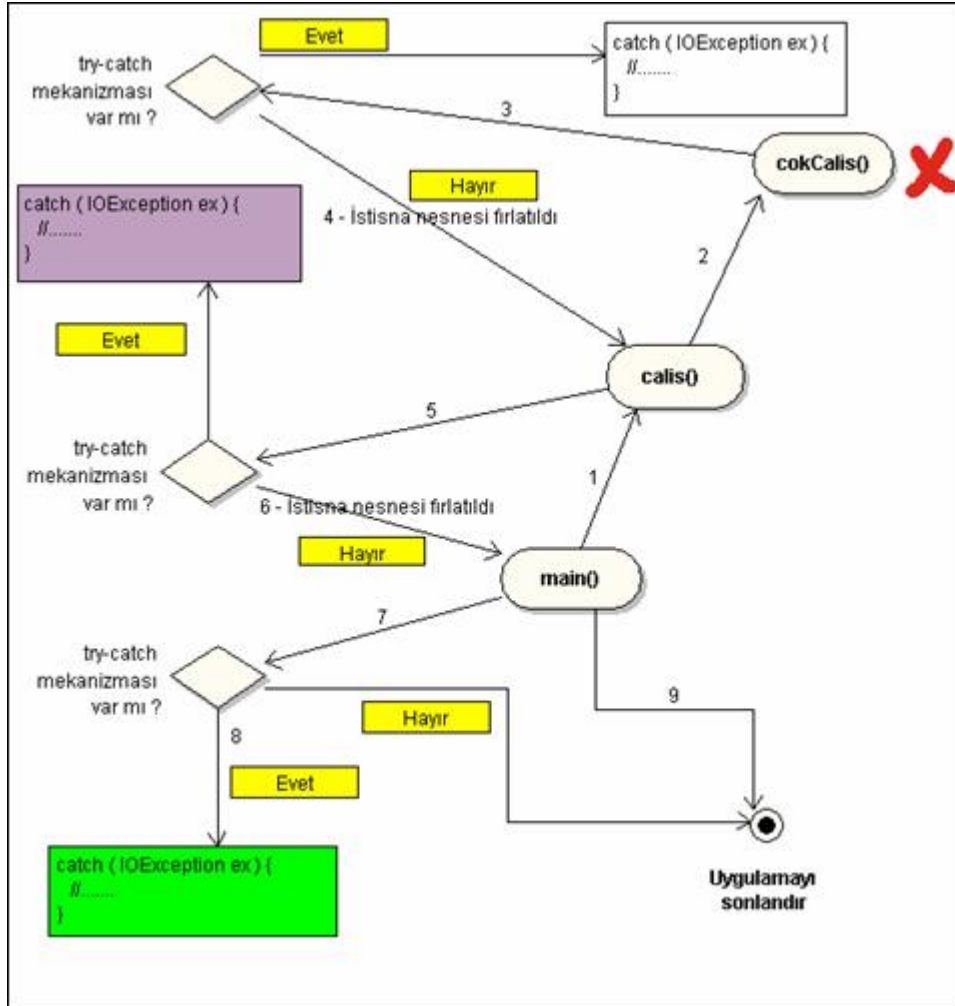 Evet
catch ( IOException ex ) {
//.......
}
try-catch
mekanizması
var mı ?
3
cokCalis()
Hayır
4 - İstisna nesnesi fırlatıldı
catch ( IOException ex ) {
//.......
}
2
Evet
calis()
5
try-catch
mekanizması
var mı ?
1
6 - İstisna nesnesi fırlatıldı
Hayır
main()
7
try-catch
mekanizması
var mı ?
9
Hayır
8
Evet
catch ( IOException ex ) {
//.......
}
Uygulamayı
sonlandır